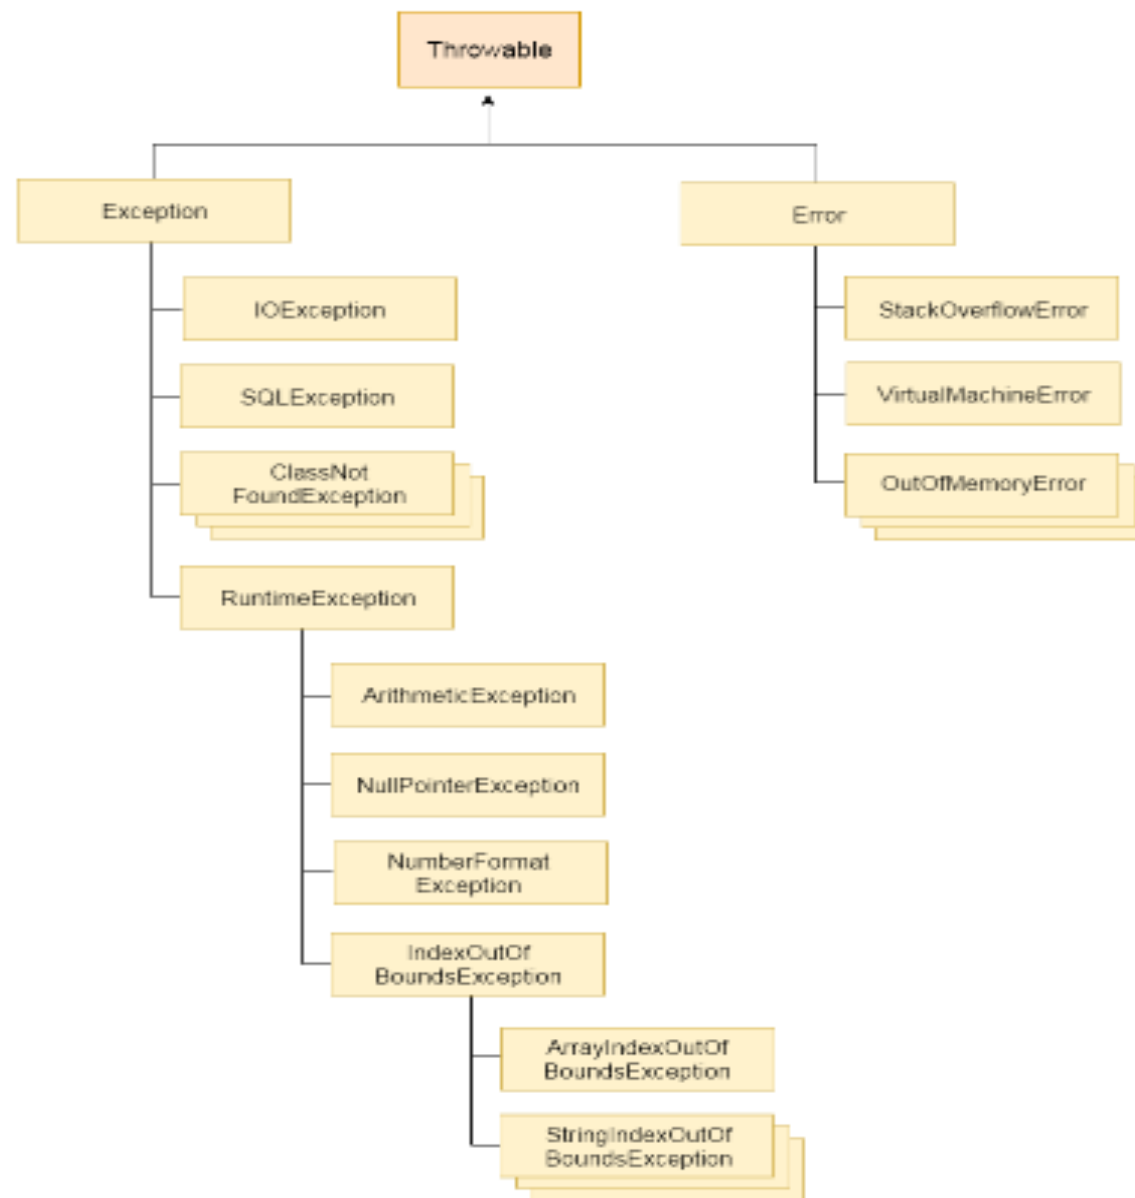 Throwable
Exception
Error
IOException
StackOverflowError
SQLException
VirtualMachineError
ClassNot
FoundException
OutOfMemoryError
RuntimeException
ArithmeticException
NullPointerException
NumberFormat
Exception
IndexOutOf
BoundsException
ArrayIndexOutOf
BoundsException
StringIndexOutOf
BoundsException